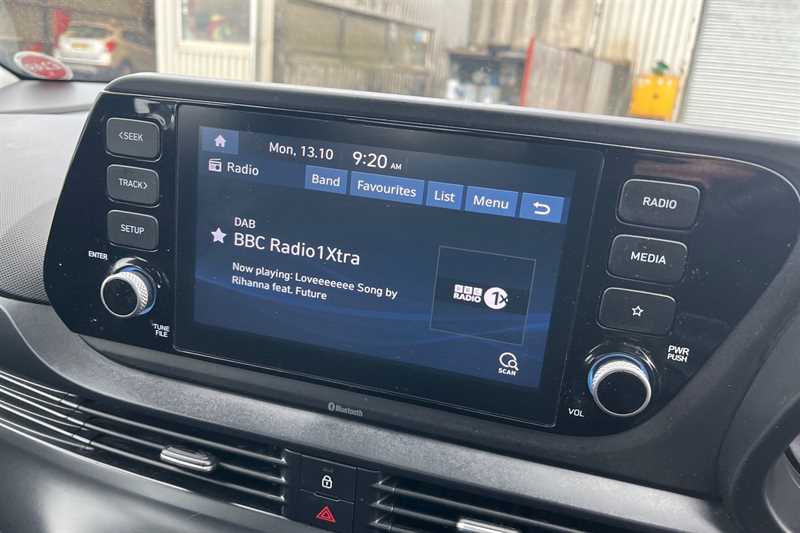 <SEEK
TRACK>
SETUP
ENTER
TUNE
FILE
Mon, 13.10
9:20 AM
Radio
Band
Favourites
List
Menu
DAB
BBC Radio1Xtra
Now playing: Loveeeeeee Song by
Rihanna feat. Future
BBC
RADIO 1X
SCAN
RADIO
MEDIA
PWR
PUSH
VOL
Bluetooth